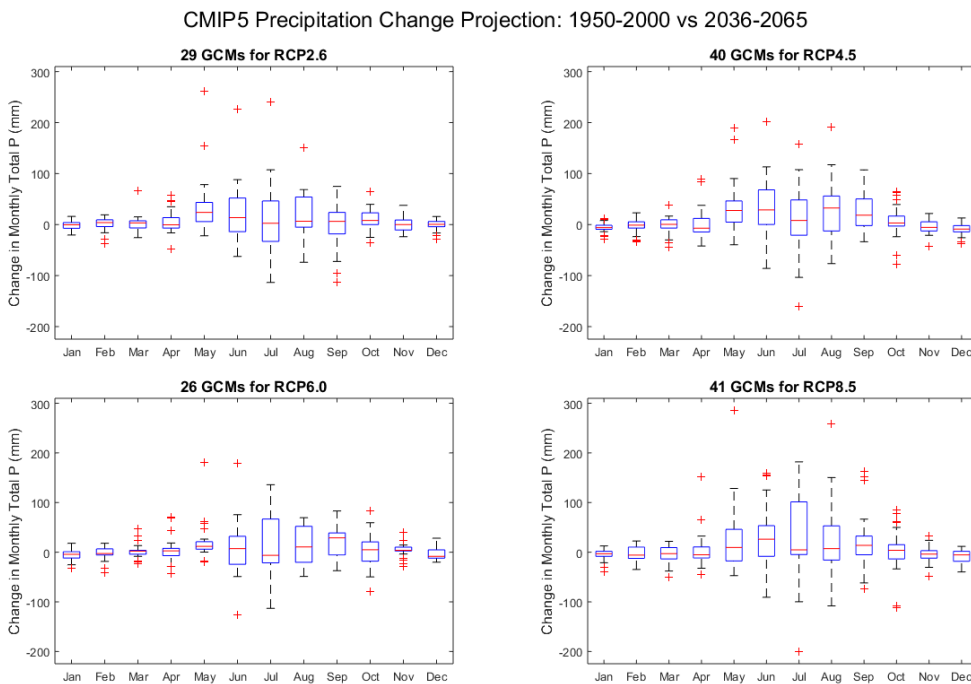 CMIP5 Precipitation Change Projection: 1950-2000 vs 2036-2065
29 GCMs for RCP2.6
Change in Monthly Total P (mm)
300
200
100
0
-100
-200
Jan Feb Mar Apr May Jun Jul Aug Sep Oct Nov Dec
40 GCMs for RCP4.5
Change in Monthly Total P (mm)
300
200
100
0
-100
-200
Jan Feb Mar Apr May Jun Jul Aug Sep Oct Nov Dec
26 GCMs for RCP6.0
Change in Monthly Total P (mm)
300
200
100
0
-100
-200
Jan Feb Mar Apr May Jun Jul Aug Sep Oct Nov Dec
41 GCMs for RCP8.5
Change in Monthly Total P (mm)
300
200
100
0
-100
-200
Jan Feb Mar Apr May Jun Jul Aug Sep Oct Nov Dec